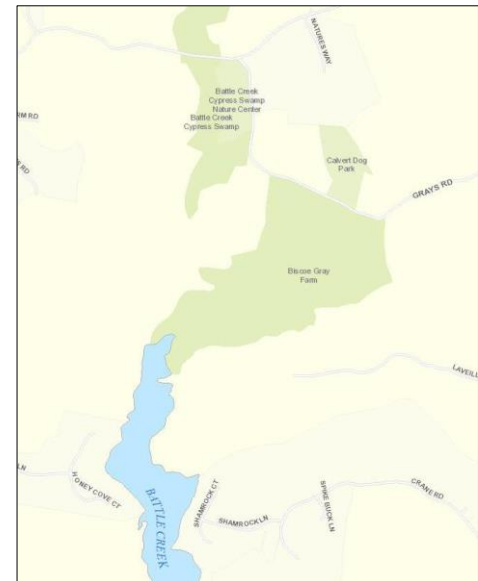 NATURES WAY
Battle Creek
Cypress Swamp
Nature Center
Battle Creek
Cypress Swamp
RM RD
Calvert Dog
Park
RD
GRAYS RD
Biscoe Gray
Farm
LAVEILL
LN
HONEY COVE CT
BATTLE CREEK
SHAMROCK CT
SHAMROCK LN
SPIKE BUCK LN
CRANE RD